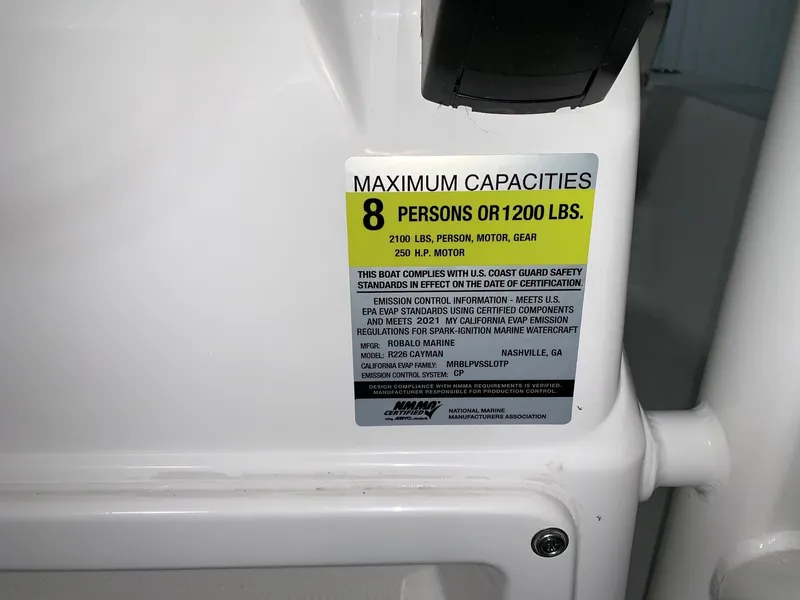 MAXIMUM CAPACITIES
8 PERSONS OR 1200 LBS.
2100 LBS, PERSON, MOTOR, GEAR
250 H.P. MOTOR
THIS BOAT COMPLIES WITH U.S. COAST GUARD SAFETY
STANDARDS IN EFFECT ON THE DATE OF CERTIFICATION.
EMISSION CONTROL INFORMATION - MEETS U.S.
EPA EVAP STANDARDS USING CERTIFIED COMPONENTS
AND MEETS 2021 MY CALIFORNIA EVAP EMISSION
REGULATIONS FOR SPARK-IGNITION MARINE WATERCRAFT
MFGR: ROBALO MARINE
MODEL: R226 CAYMAN NASHVILLE, GA
CALIFORNIA EVAP FAMILY: MRBLPVSSLOTP
EMISSION CONTROL SYSTEM: CP
DESIGN COMPLIANCE WITH NMMA REQUIREMENTS IS VERIFIED.
MANUFACTURER RESPONSIBLE FOR PRODUCTION CONTROL.
NMMA
CERTIFIED
NATIONAL MARINE
MANUFACTURERS ASSOCIATION